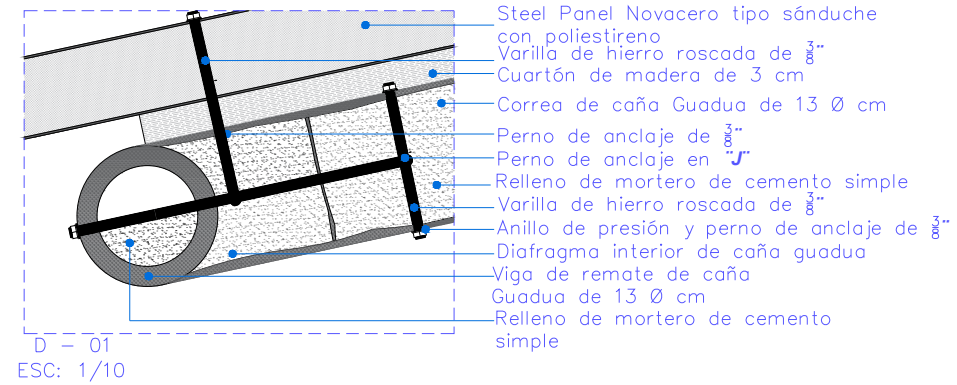 Steel Panel Novacero tipo sánduche
con poliestireno
Varilla de hierro roscada de 3/8"
Cuartón de madera de 3 cm
Correa de caña Guadua de 13 Ø cm
Perno de anclaje de 3/8"
Perno de anclaje en "J"
Relleno de mortero de cemento simple
Varilla de hierro roscada de 3/8"
Anillo de presión y perno de anclaje de 3/8"
Diafragma interior de caña guadua
Viga de remate de caña
Guadua de 13 Ø cm
Relleno de mortero de cemento
simple
D - 01
ESC: 1/10